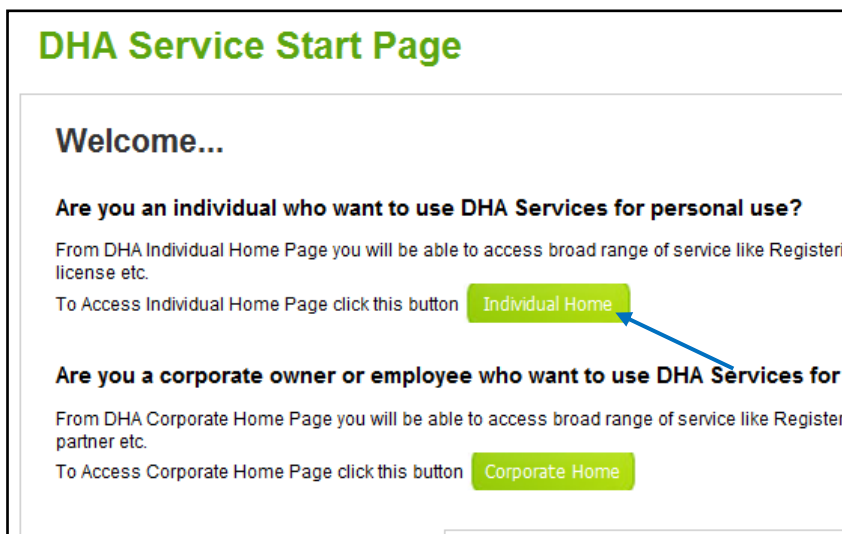 DHA Service Start Page
Welcome...
Are you an individual who want to use DHA Services for personal use?
From DHA Individual Home Page you will be able to access broad range of service like
license etc.
To Access Individual Home Page click this button Individual Home
Are you a corporate owner or employee who want to use DHA Services for
From DHA Corporate Home Page you will be able to access broad range of service like
partner etc.
To Access Corporate Home Page click this button Corporate Home